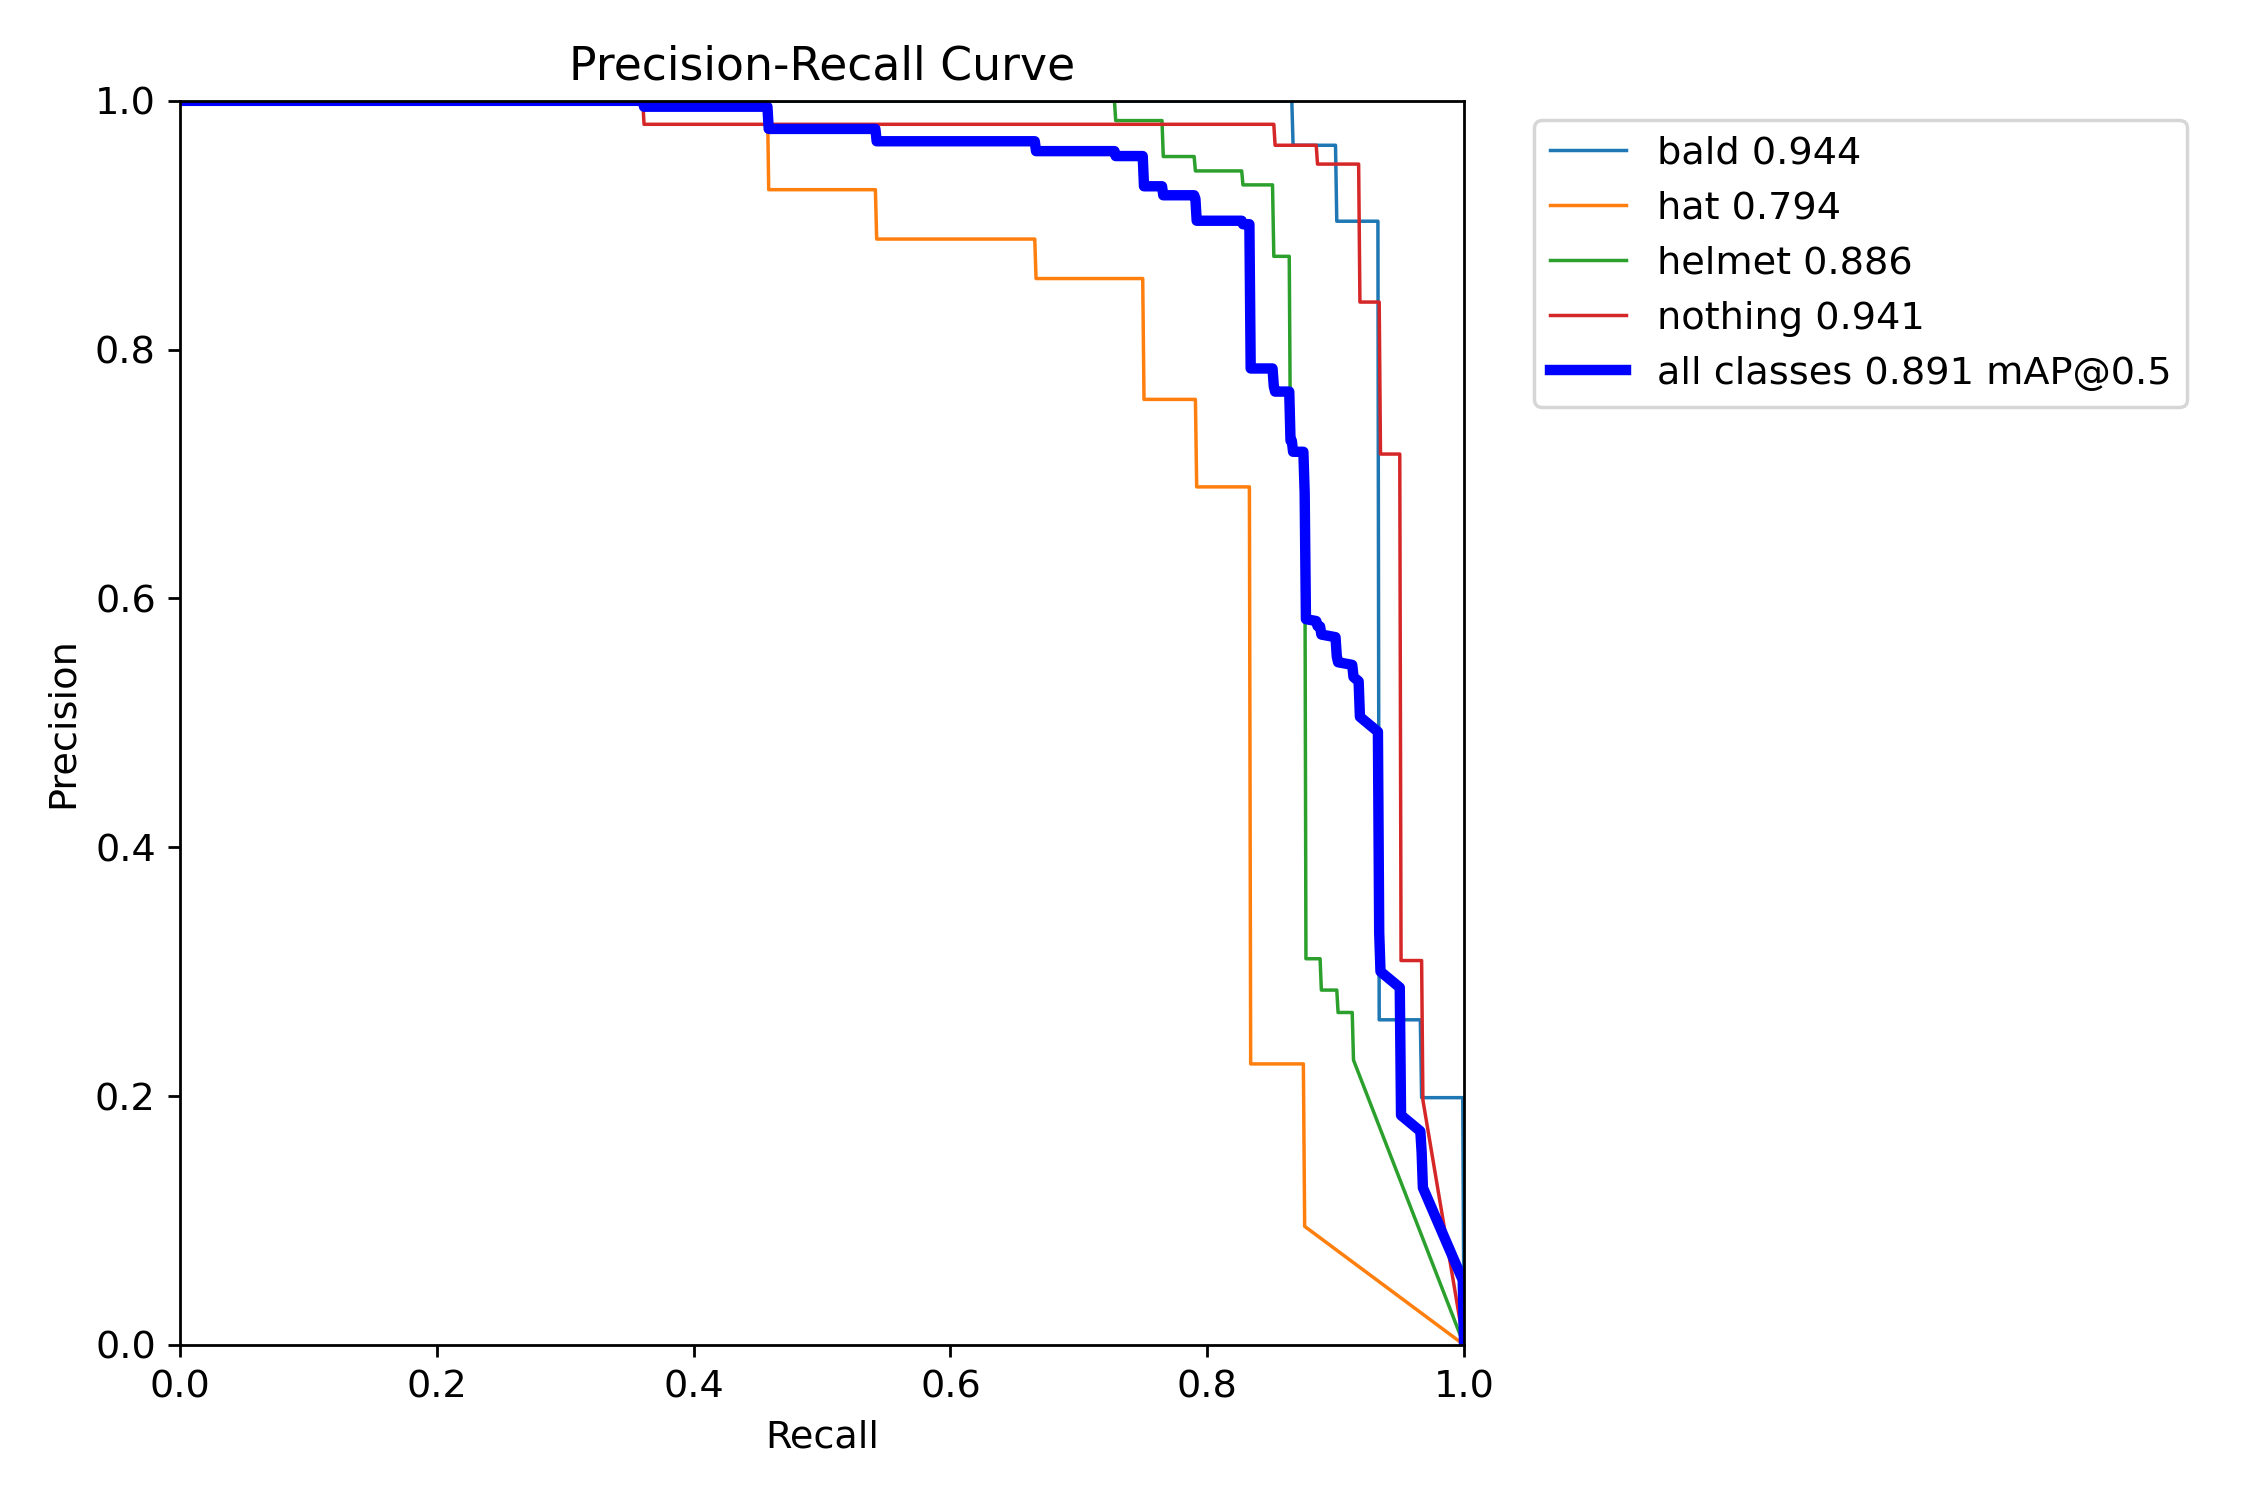 Precision-Recall Curve
1.0
0.8
0.6
0.4
0.2
0.0
Precision
0.0 0.2 0.4 0.6 0.8 1.0
Recall
bald 0.944
hat 0.794
helmet 0.886
nothing 0.941
all classes 0.891 mAP@0.5